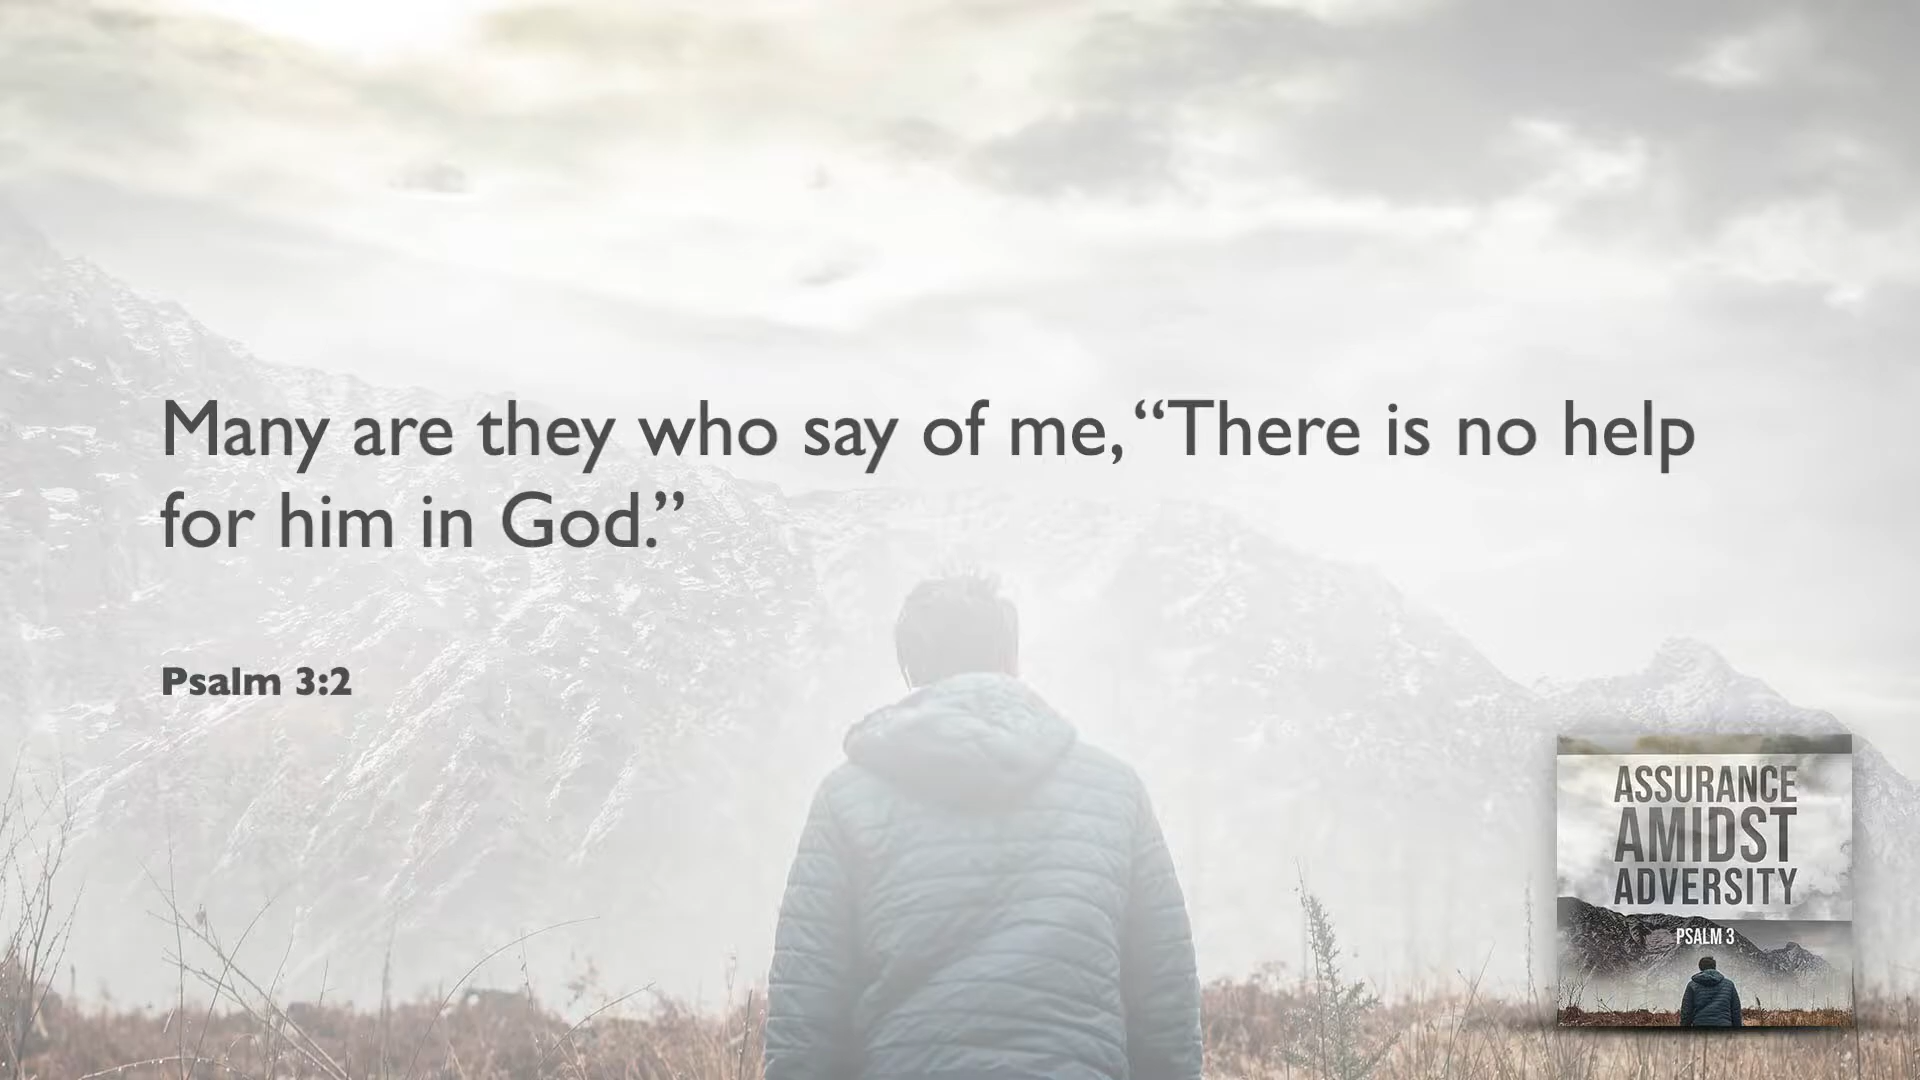 Many are they who say of me, “There is no help
for him in God.”
Psalm 3:2
ASSURANCE
AMIDST
ADVERSITY
PSALM 3